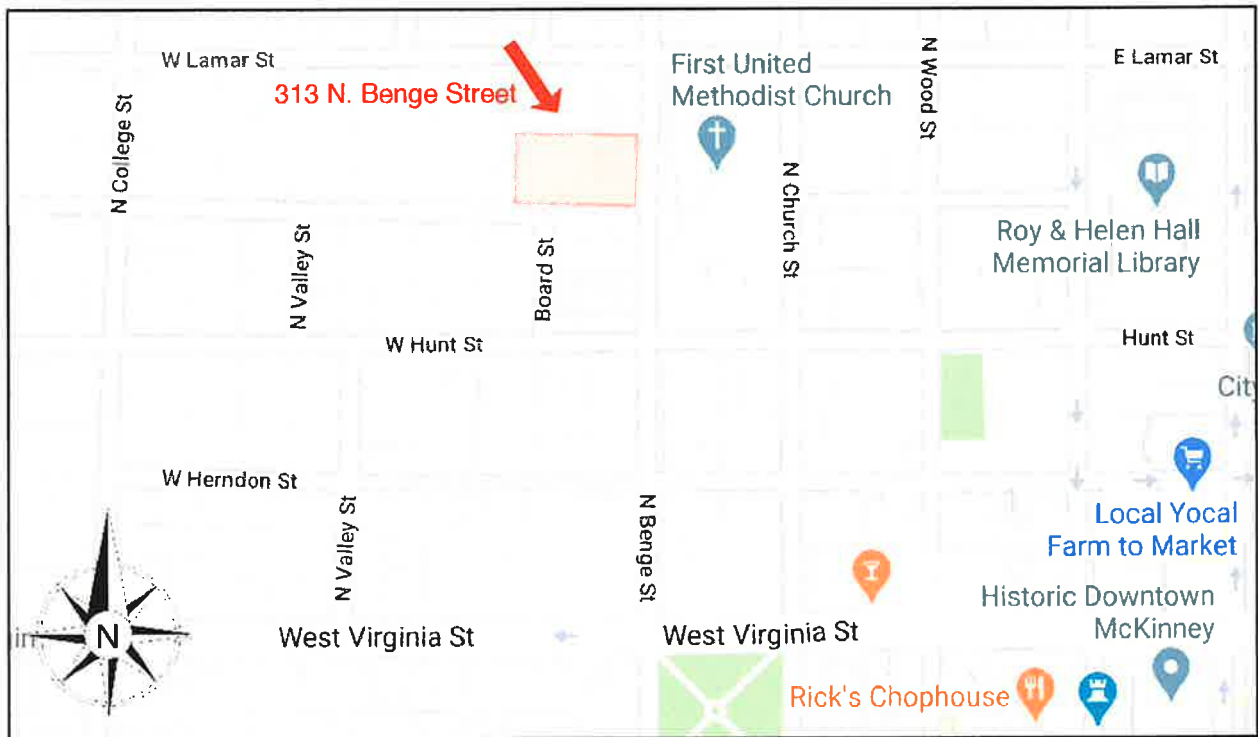 W Lamar St
313 N. Benge Street
First United
Methodist Church
N Wood St
E Lamar St
N College St
N Church St
Roy & Helen Hall
Memorial Library
N Valley St
Board St
W Hunt St
Hunt St
City
W Herndon St
N Valley St
N Benge St
Local Yocal
Farm to Market
Historic Downtown
McKinney
N
West Virginia St
West Virginia St
Rick's Chophouse